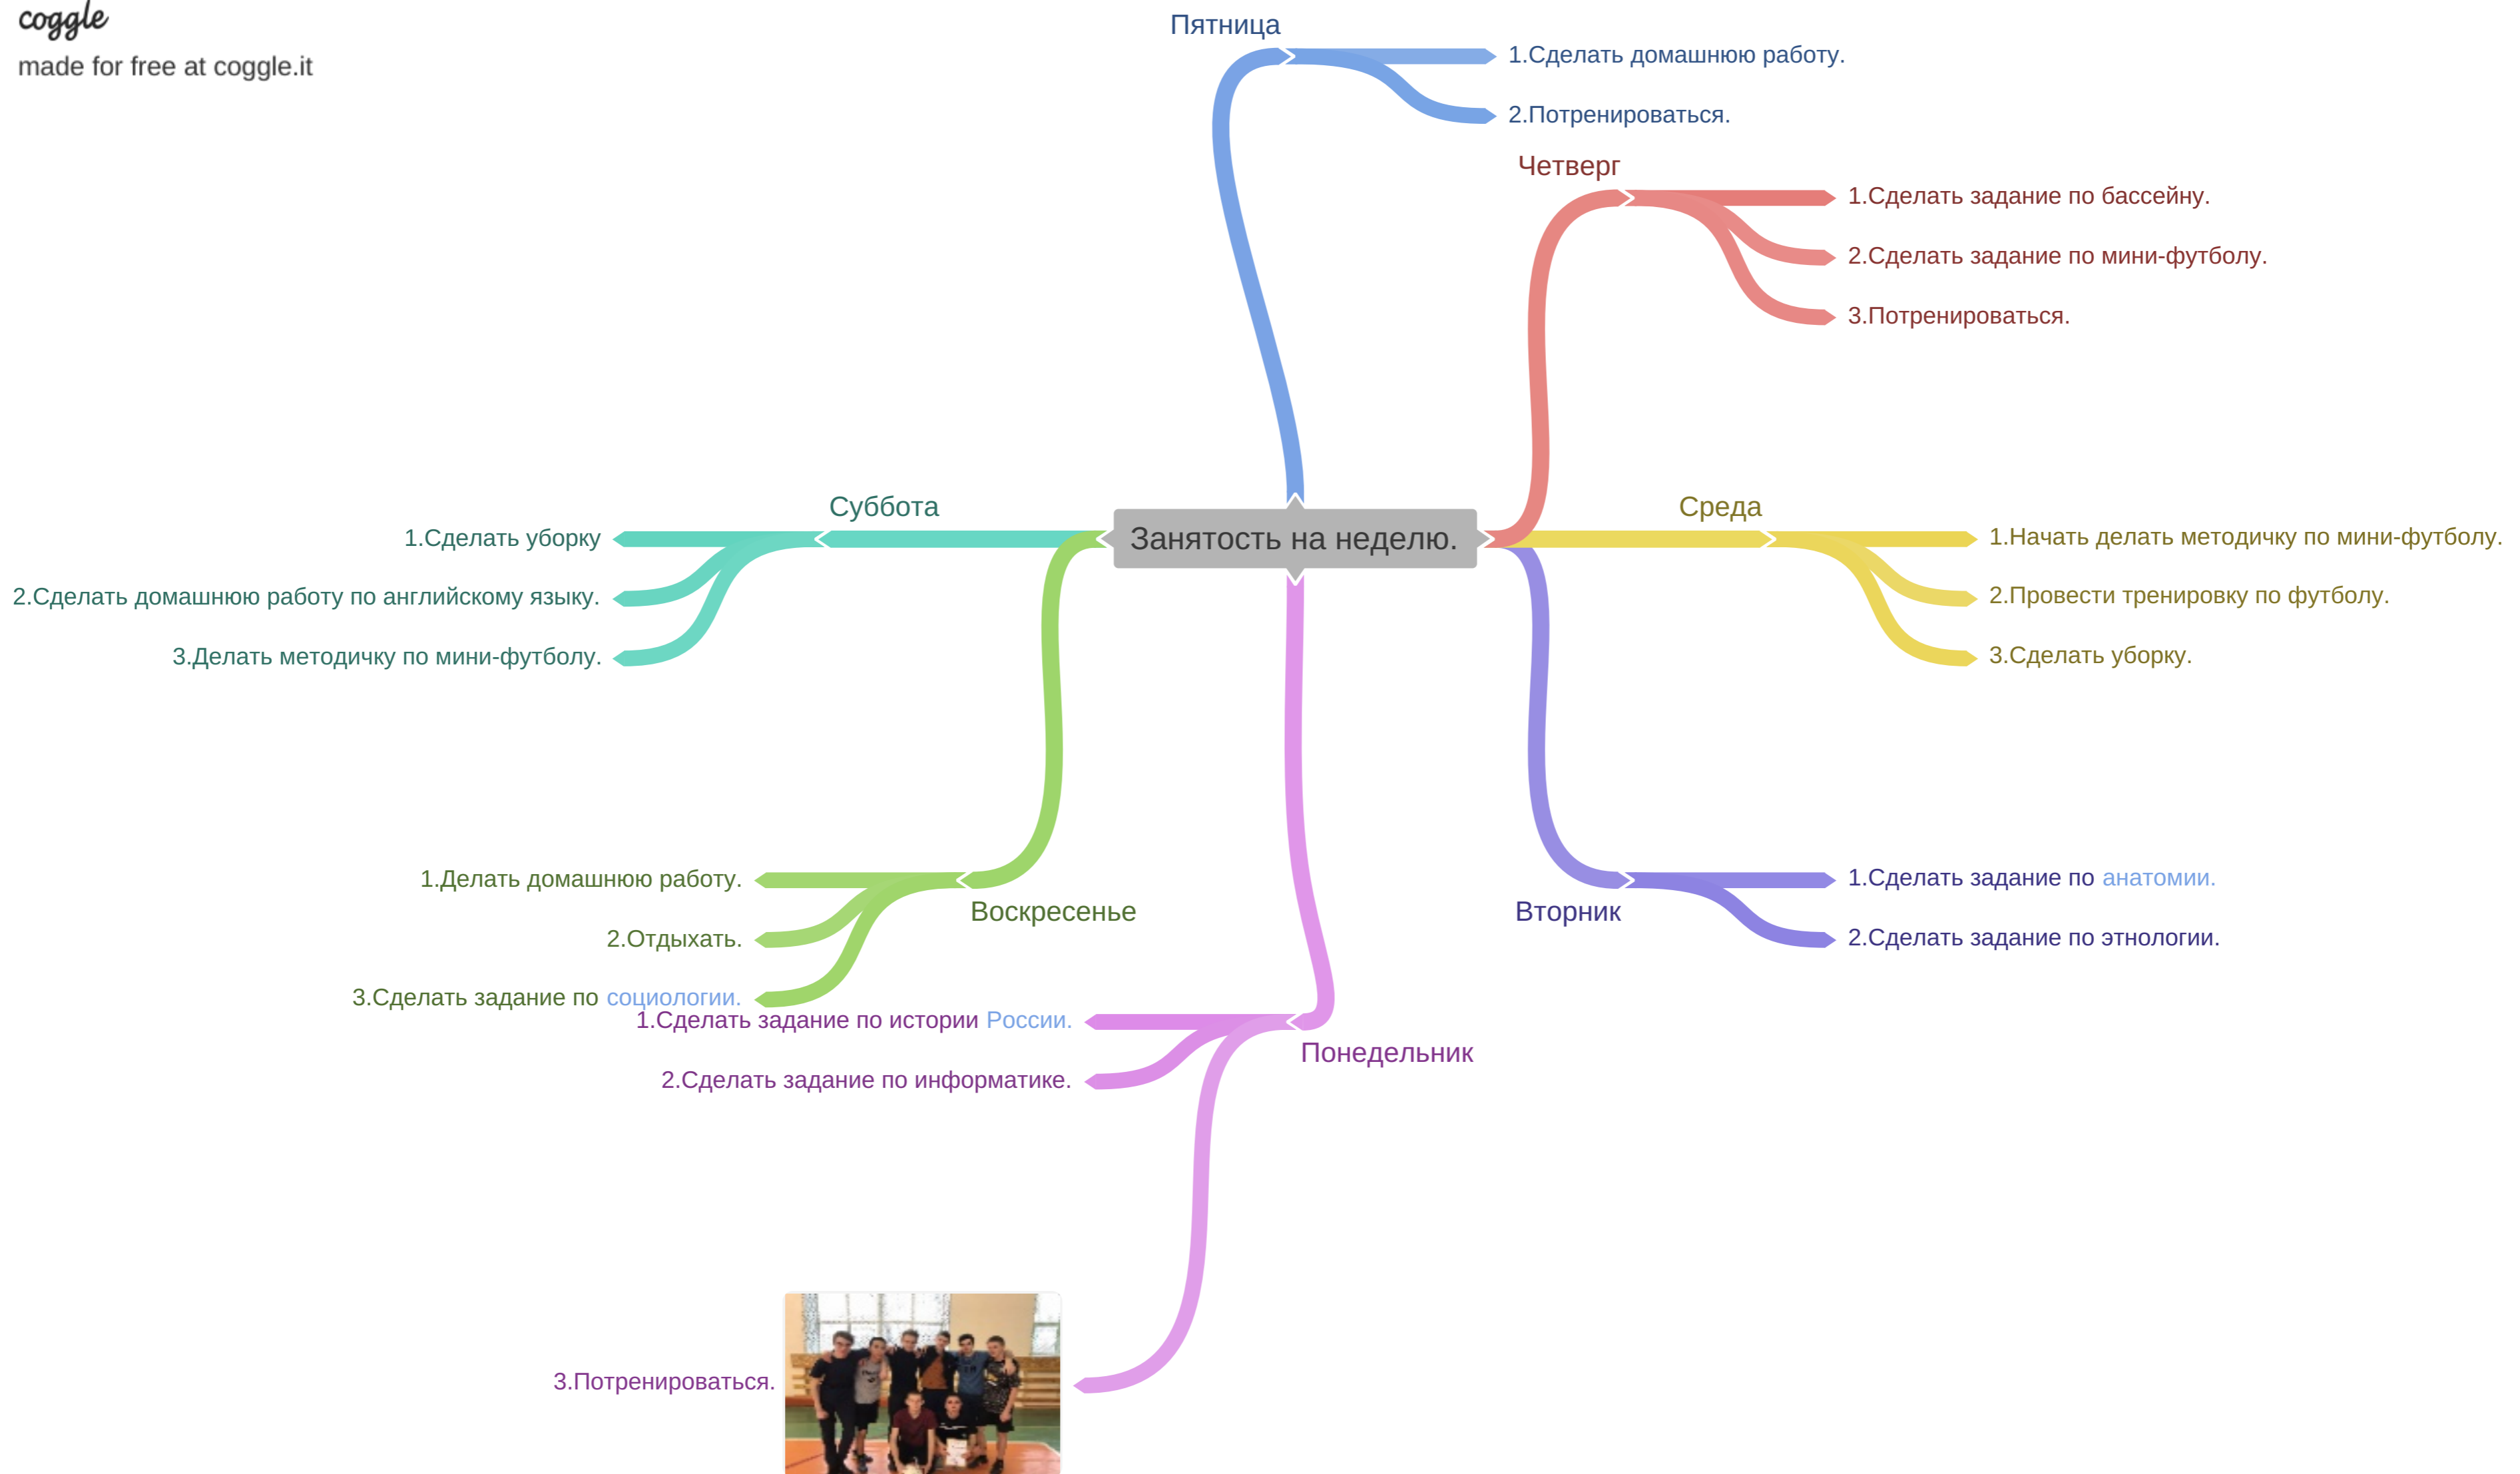 coggle
made for free at coggle.it
Занятость на неделю.
Пятница
1.Сделать домашнюю работу.
2.Потренироваться.
Четверг
1.Сделать задание по бассейну.
2.Сделать задание по мини-футболу.
3.Потренироваться.
Среда
1.Начать делать методичку по мини-футболу.
2.Провести тренировку по футболу.
3.Сделать уборку.
Вторник
1.Сделать задание по анатомии.
2.Сделать задание по этнологии.
Суббота
1.Сделать уборку
2.Сделать домашнюю работу по английскому языку.
3.Делать методичку по мини-футболу.
Воскресенье
1.Делать домашнюю работу.
2.Отдыхать.
3.Сделать задание по социологии.
Понедельник
1.Сделать задание по истории России.
2.Сделать задание по информатике.
3.Потренироваться.